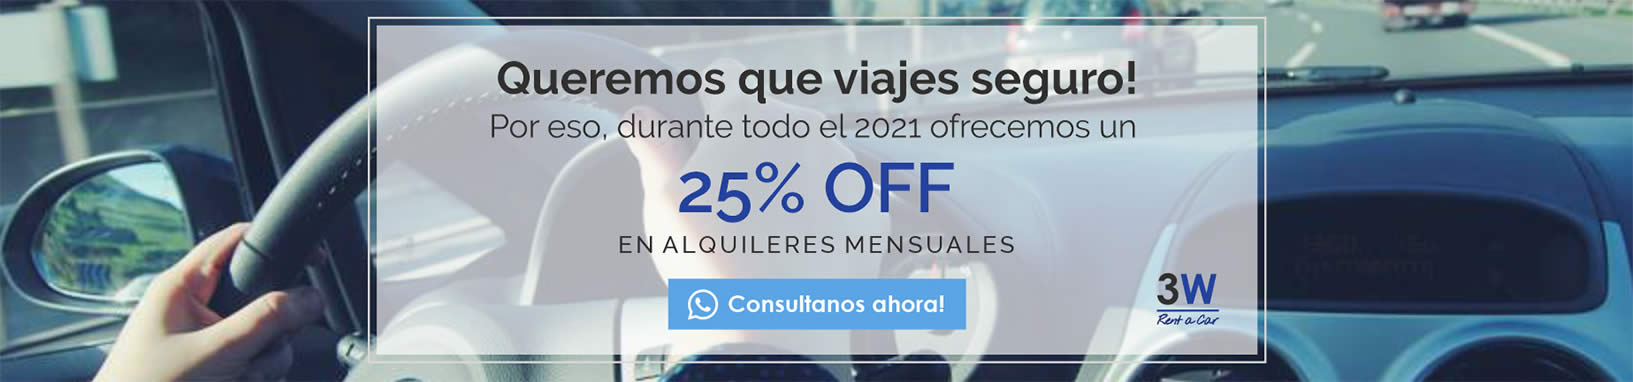 Queremos que viajes seguro!
Por eso, durante todo el 2021 ofrecemos un
25% OFF
EN ALQUILERES MENSUALES
Consultanos ahora!
3W
Rent a Car